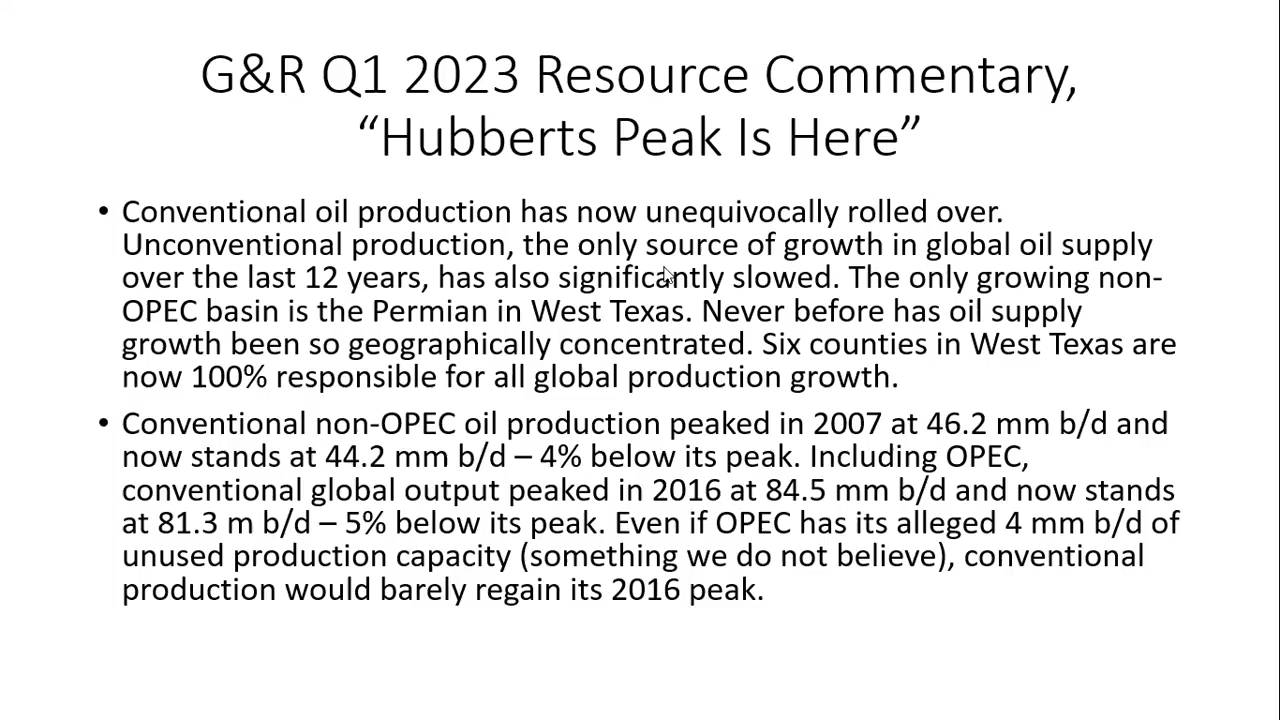 G&R Q1 2023 Resource Commentary,
“Hubberts Peak Is Here”
• Conventional oil production has now unequivocally rolled over.
Unconventional production, the only source of growth in global oil supply
over the last 12 years, has also significantly slowed. The only growing non-
OPEC basin is the Permian in West Texas. Never before has oil supply
growth been so geographically concentrated. Six counties in West Texas are
now 100% responsible for all global production growth.
• Conventional non-OPEC oil production peaked in 2007 at 46.2 mm b/d and
now stands at 44.2 mm b/d – 4% below its peak. Including OPEC,
conventional global output peaked in 2016 at 84.5 mm b/d and now stands
at 81.3 m b/d – 5% below its peak. Even if OPEC has its alleged 4 mm b/d of
unused production capacity (something we do not believe), conventional
production would barely regain its 2016 peak.